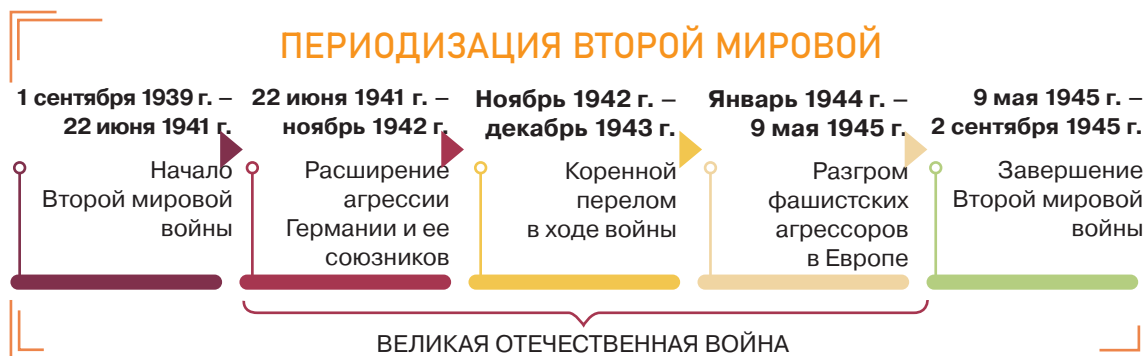 ПЕРИОДИЗАЦИЯ ВТОРОЙ МИРОВОЙ
1 сентября 1939 г. –
22 июня 1941 г.
Начало
Второй мировой
войны
22 июня 1941 г. –
ноябрь 1942 г.
Расширение
агрессии
Германии и ее
союзников
Ноябрь 1942 г. –
декабрь 1943 г.
Коренной
перелом
в ходе войны
Январь 1944 г. –
9 мая 1945 г.
Разгром
фашистских
агрессоров
в Европе
9 мая 1945 г. –
2 сентября 1945 г.
Завершение
Второй мировой
войны
ВЕЛИКАЯ ОТЕЧЕСТВЕННАЯ ВОЙНА